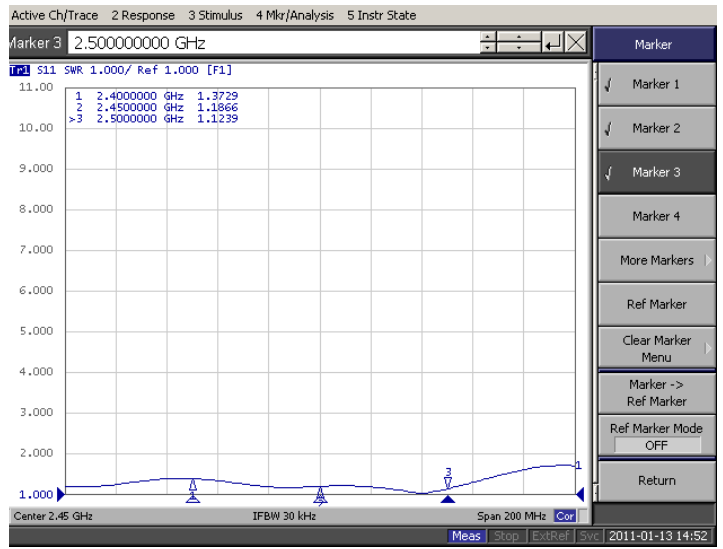 Active Ch/Trace 2 Response 3 Stimulus 4 Mkr/Analysis 5 Instr State
Marker 3 2.500000000 GHz
Tr1 S11 SWR 1.000/ Ref 1.000 [F1]
1 2.4000000 GHz 1.3729
2 2.4500000 GHz 1.1866
>3 2.5000000 GHz 1.1239
11.00
10.00
9.000
8.000
7.000
6.000
5.000
4.000
3.000
2.000
1.000
3
1
Center 2.45 GHz IFBW 30 kHz Span 200 MHz Cor
Marker
Marker 1
Marker 2
Marker 3
Marker 4
More Markers
Ref Marker
Clear Marker
Menu
Marker ->
Ref Marker
Ref Marker Mode
OFF
Return
Meas Stop ExtRef Svc 2011-01-13 14:52